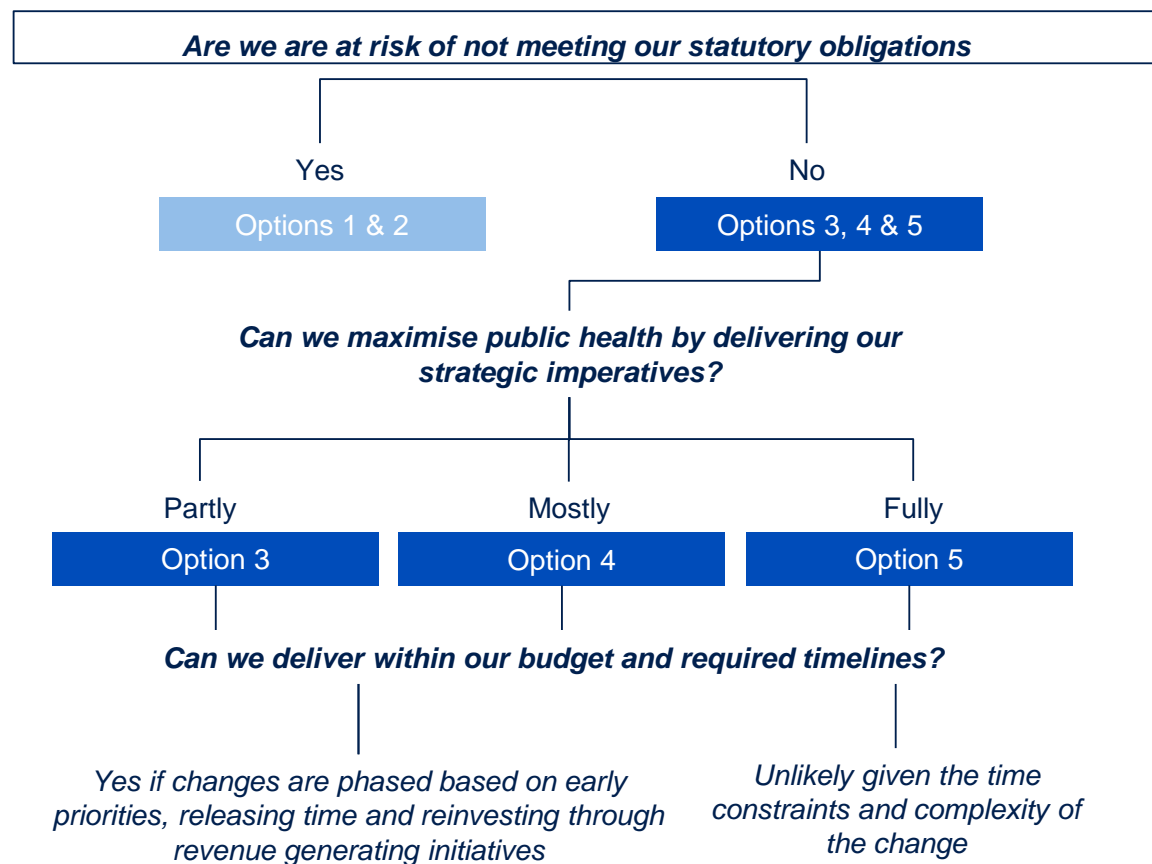 Are we are at risk of not meeting our statutory obligations
Yes
No
Options 1 & 2
Options 3, 4 & 5
Can we maximise public health by delivering our
strategic imperatives?
Partly
Mostly
Fully
Option 3
Option 4
Option 5
Can we deliver within our budget and required timelines?
Yes if changes are phased based on early
priorities, releasing time and reinvesting through
revenue generating initiatives
Unlikely given the time
constraints and complexity of
the change